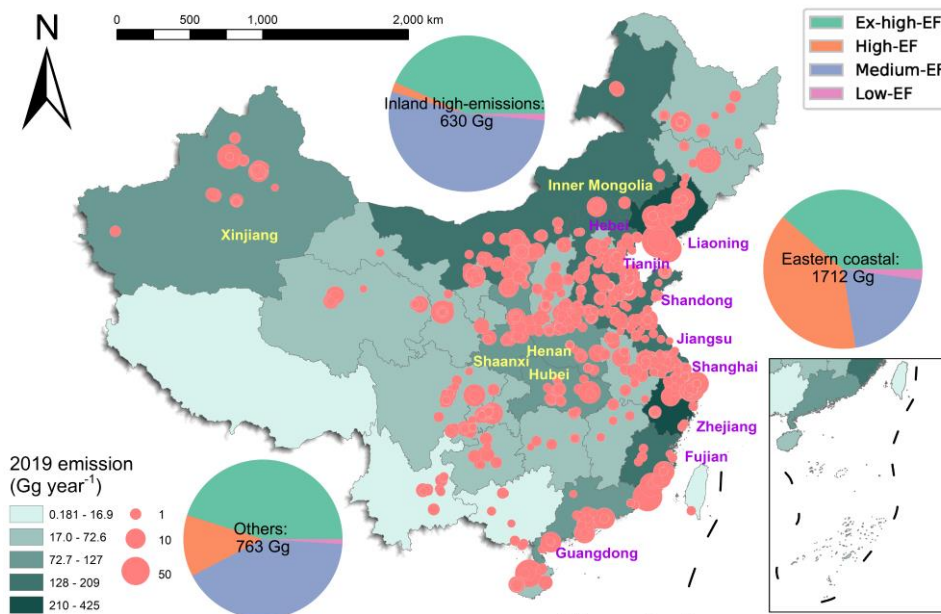 N
0
500
1,000
2,000 km
Ex-high-EF
High-EF
Medium-EF
Low-EF
Inland high-emissions:
630 Gg
Inner Mongolia
Xinjiang
Hebei
Liaoning
Tianjin
Eastern coastal:
1712 Gg
Shandong
Jiangsu
Henan
Shaanxi
Hubei
Shanghai
Zhejiang
Fujian
Guangdong
2019 emission
(Gg year⁻¹)
0.181 - 16.9
17.0 - 72.6
72.7 - 127
128 - 209
210 - 425
1
10
50
Others:
763 Gg